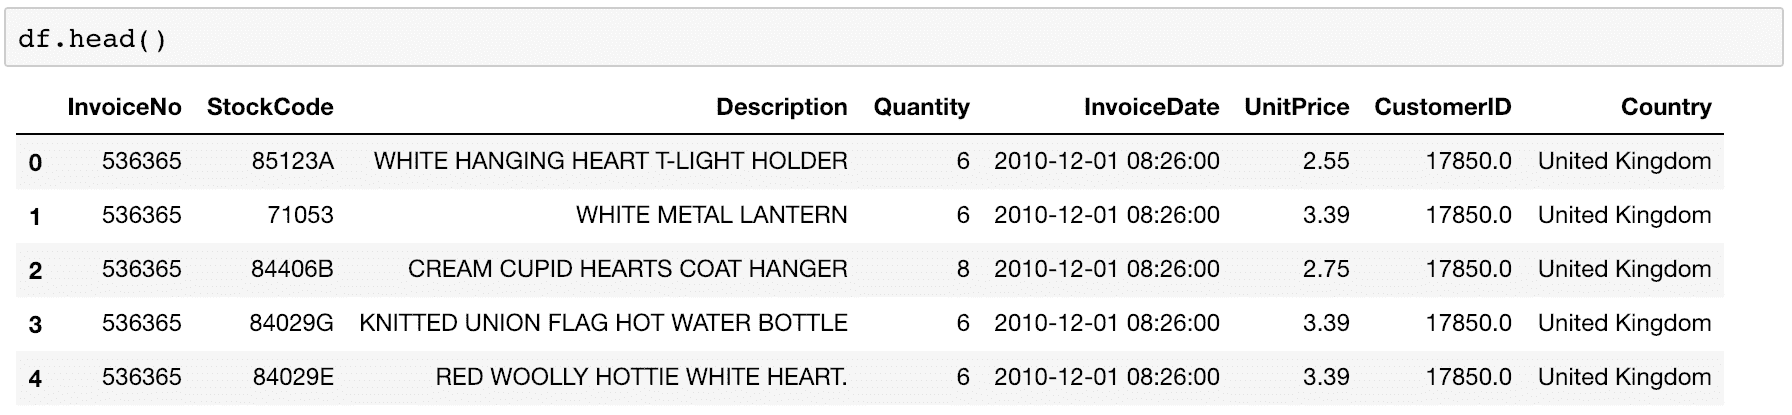 df.head()
InvoiceNo StockCode Description Quantity InvoiceDate UnitPrice CustomerID Country
0 536365 85123A WHITE HANGING HEART T-LIGHT HOLDER 6 2010-12-01 08:26:00 2.55 17850.0 United Kingdom
1 536365 71053 WHITE METAL LANTERN 6 2010-12-01 08:26:00 3.39 17850.0 United Kingdom
2 536365 84406B CREAM CUPID HEARTS COAT HANGER 8 2010-12-01 08:26:00 2.75 17850.0 United Kingdom
3 536365 84029G KNITTED UNION FLAG HOT WATER BOTTLE 6 2010-12-01 08:26:00 3.39 17850.0 United Kingdom
4 536365 84029E RED WOOLLY HOTTIE WHITE HEART. 6 2010-12-01 08:26:00 3.39 17850.0 United Kingdom